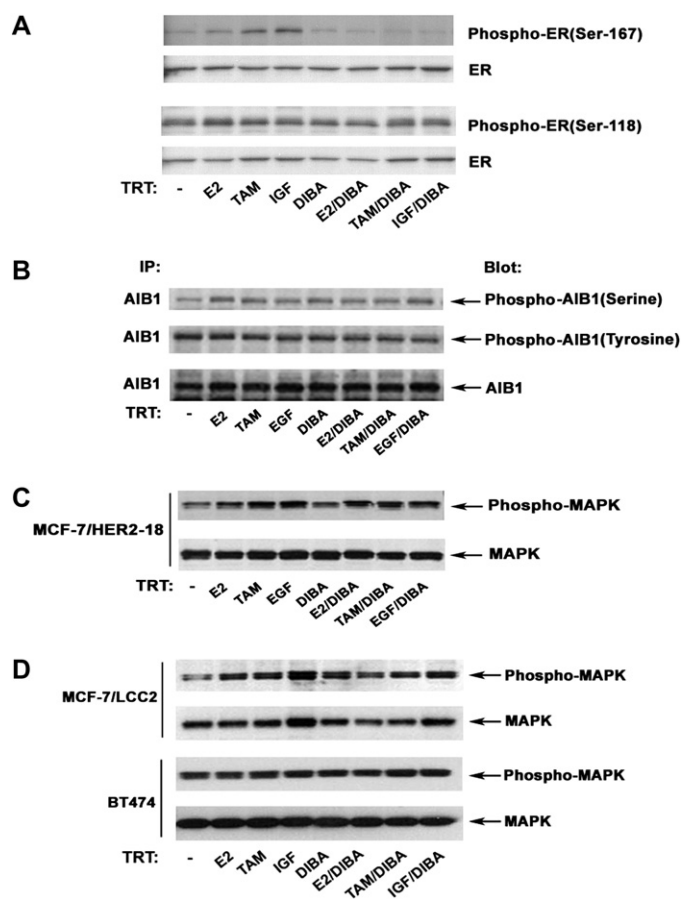 A
Phospho-ER(Ser-167)
ER
Phospho-ER(Ser-118)
ER
TRT: - E2 TAM IGF DIBA E2/DIBA TAM/DIBA IGF/DIBA
B
IP: Blot:
AIB1 Phospho-AIB1(Serine)
AIB1 Phospho-AIB1(Tyrosine)
AIB1 AIB1
TRT: - E2 TAM EGF DIBA E2/DIBA TAM/DIBA EGF/DIBA
C
MCF-7/HER2-18
Phospho-MAPK
MAPK
TRT: - E2 TAM EGF DIBA E2/DIBA TAM/DIBA EGF/DIBA
D
MCF-7/LCC2
Phospho-MAPK
MAPK
BT474
Phospho-MAPK
MAPK
TRT: - E2 TAM IGF DIBA E2/DIBA TAM/DIBA IGF/DIBA